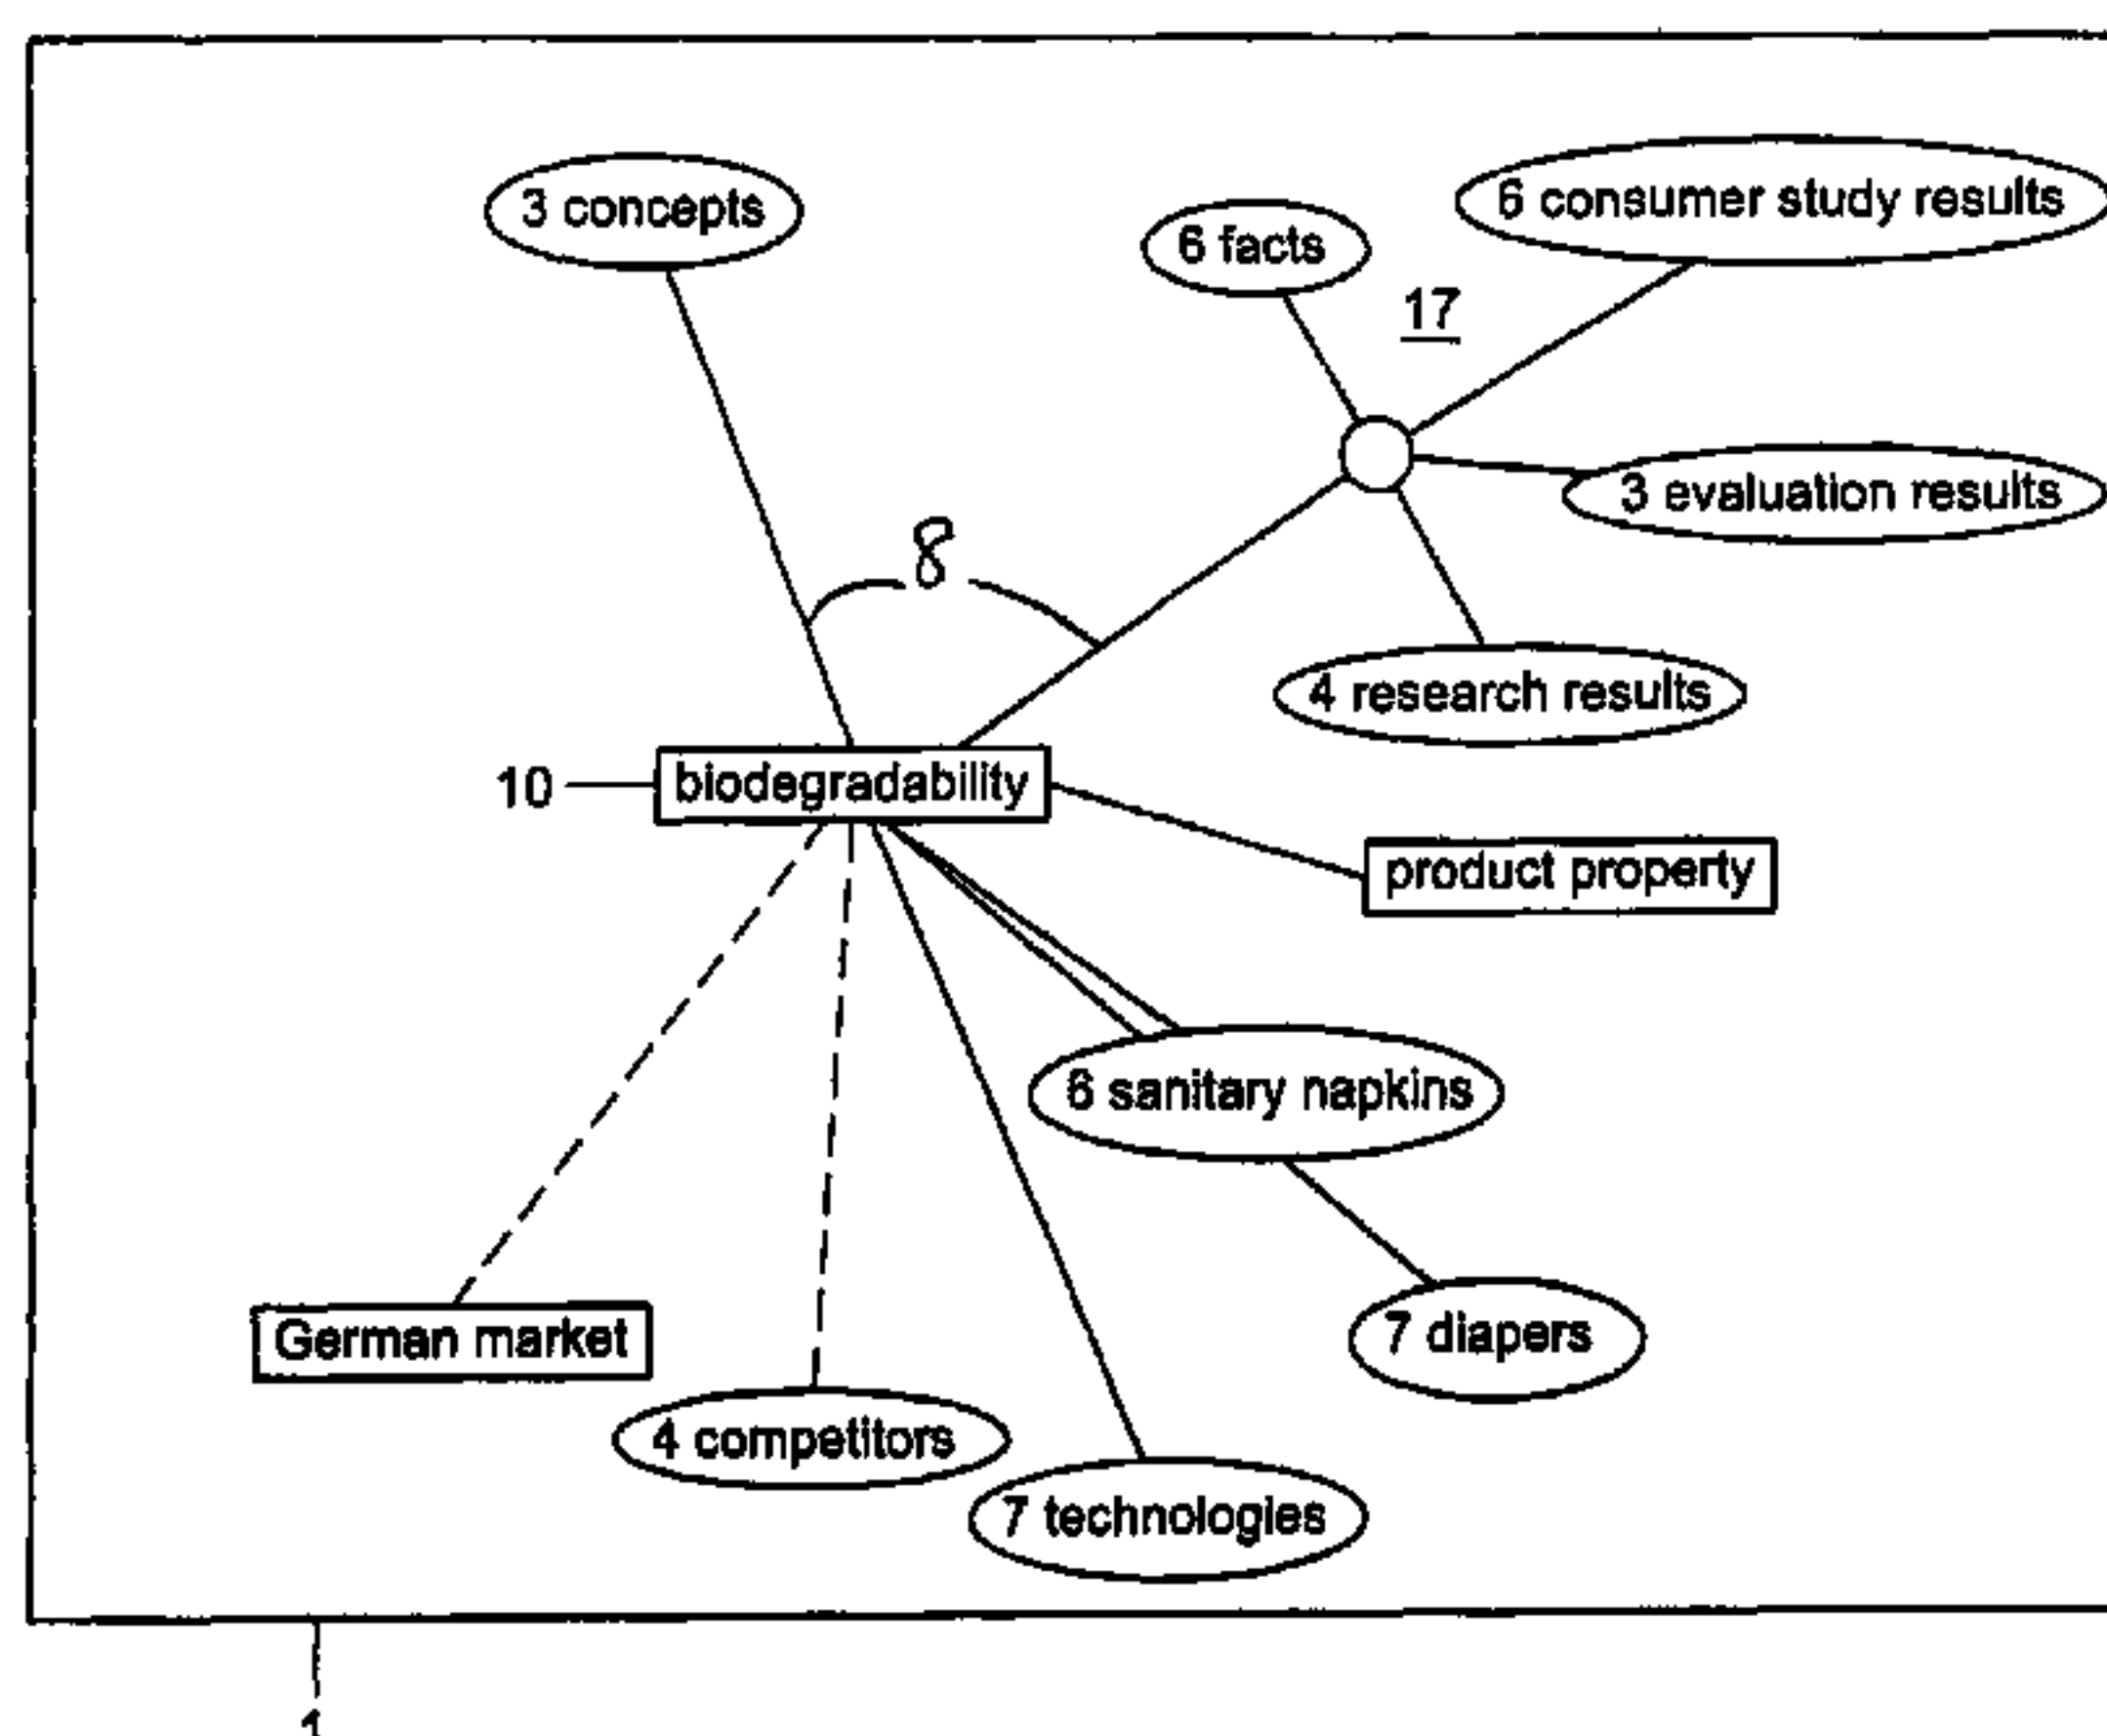 3 concepts
6 facts
6 consumer study results
17
3 evaluation results
8
4 research results
10
biodegradability
product property
6 sanitary napkins
German market
7 diapers
4 competitors
7 technologies
1